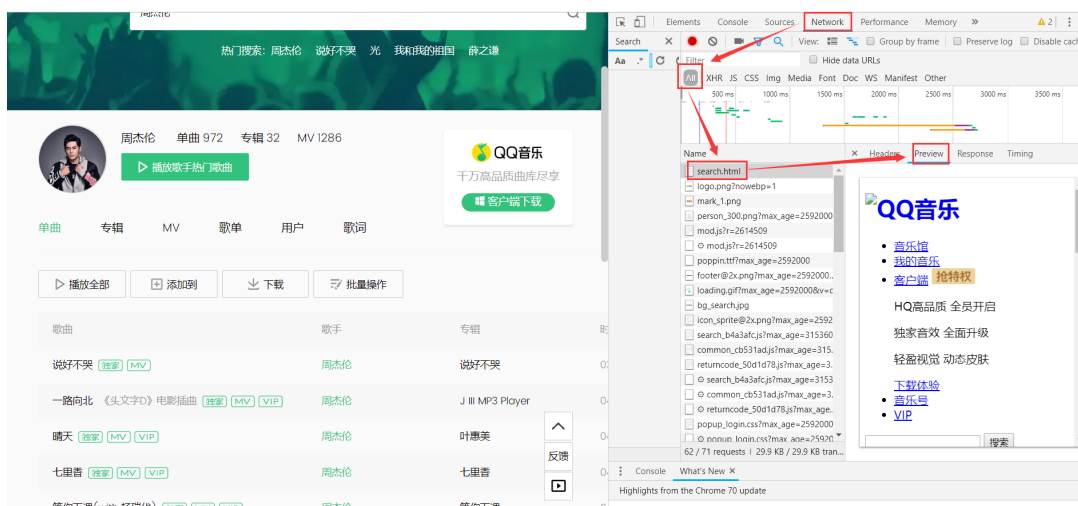 周杰伦
热门搜索: 周杰伦 说好不哭 光 我和我的祖国 薛之谦
周杰伦 单曲 972 专辑 32 MV 1286
播放歌手热门歌曲
QQ音乐
千万高品质曲库尽享
客户端下载
单曲 专辑 MV 歌单 用户 歌词
播放全部 添加到 下载 批量操作
歌曲 歌手 专辑
说好不哭 独家 MV 周杰伦 说好不哭
一路向北 《头文字D》电影插曲 独家 MV VIP 周杰伦 J III MP3 Player
晴天 独家 MV VIP 周杰伦 叶惠美
七里香 独家 MV VIP 周杰伦 七里香
反馈
Elements Console Sources Network Performance Memory » 2
Search × View: Group by frame Preserve log Disable cach
Aa .* Filter Hide data URLs
All XHR JS CSS Img Media Font Doc WS Manifest Other
500 ms 1000 ms 1500 ms 2000 ms 2500 ms 3000 ms 3500 ms
Name × Headers Preview Response Timing
search.html
logo.png?nowebp=1
mark_1.png
person_300.png?max_age=2592000
mod.js?r=2614509
mod.js?r=2614509
poppin.ttf?max_age=2592000
footer@2x.png?max_age=2592000...
loading.gif?max_age=2592000&v=c
bg_search.jpg
icon_sprite@2x.png?max_age=2592
search_b4a3afc.js?max_age=315360
common_cb531ad.js?max_age=315.
returncode_50d1d78.js?max_age=3.
search_b4a3afc.js?max_age=3153
common_cb531ad.js?max_age=3.
returncode_50d1d78.js?max_age..
popup_login.css?max_age=2592000
popup_login.css?max_age=25920
62 / 71 requests | 29.9 KB / 29.9 KB tran...
QQ音乐
音乐馆
我的音乐
客户端 抢特权
HQ高品质 全员开启
独家音效 全面升级
轻盈视觉 动态皮肤
下载体验
音乐号
VIP
搜索
Console What's New ×
Highlights from the Chrome 70 update